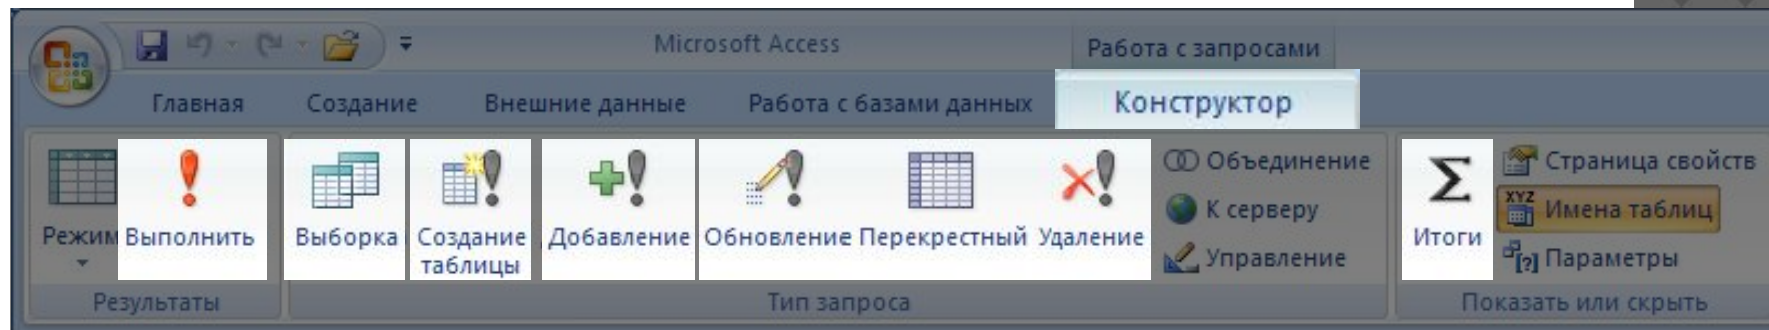 Microsoft Access
Работа с запросами
Главная Создание Внешние данные Работа с базами данных Конструктор
Режим Выполнить Выборка Создание таблицы Добавление Обновление Перекрестный Удаление
Объединение
К серверу
Управление
Итоги
Страница свойств
XYZ Имена таблиц
[?] Параметры
Результаты Тип запроса Показать или скрыть